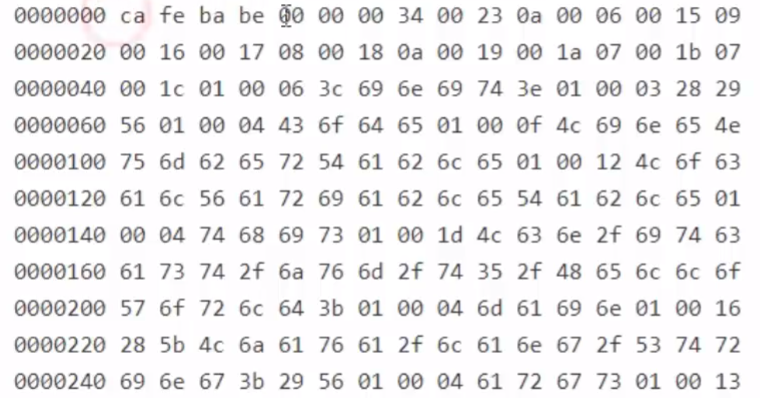 0000000 ca fe ba be 00 00 00 34 00 23 0a 00 06 00 15 09
0000020 00 16 00 17 08 00 18 0a 00 19 00 1a 07 00 1b 07
0000040 00 1c 01 00 06 3c 69 6e 69 74 3e 01 00 03 28 29
0000060 56 01 00 04 43 6f 64 65 01 00 0f 4c 69 6e 65 4e
0000100 75 6d 62 65 72 54 61 62 6c 65 01 00 12 4c 6f 63
0000120 61 6c 56 61 72 69 61 62 6c 65 54 61 62 6c 65 01
0000140 00 04 74 68 69 73 01 00 1d 4c 63 6e 2f 69 74 63
0000160 61 73 74 2f 6a 76 6d 2f 74 35 2f 48 65 6c 6c 6f
0000200 57 6f 72 6c 64 3b 01 00 04 6d 61 69 6e 01 00 16
0000220 28 5b 4c 6a 61 76 61 2f 6c 61 6e 67 2f 53 74 72
0000240 69 6e 67 3b 29 56 01 00 04 61 72 67 73 01 00 13